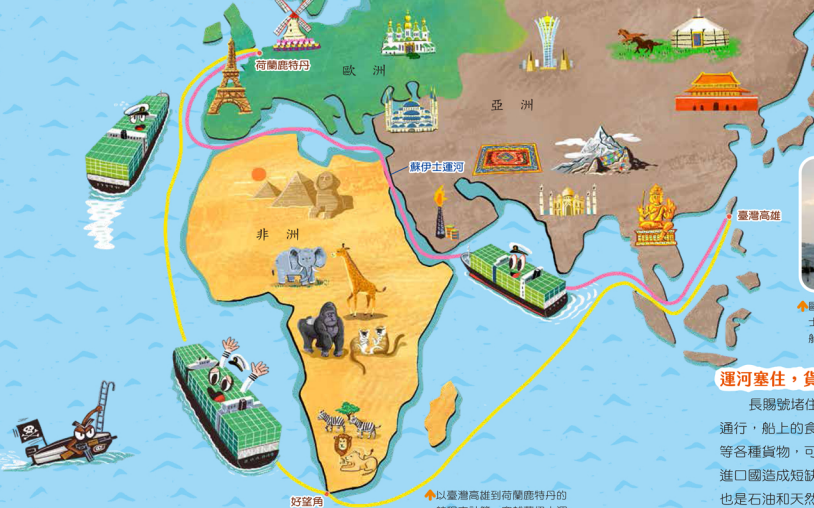 荷蘭鹿特丹
歐洲
亞洲
蘇伊士運河
臺灣高雄
非洲
好望角
以臺灣高雄到荷蘭鹿特丹的
運河塞住，貨
長賜號堵住
通行，船上的食
等各種貨物，可
進口國造成短缺
也是石油和天然